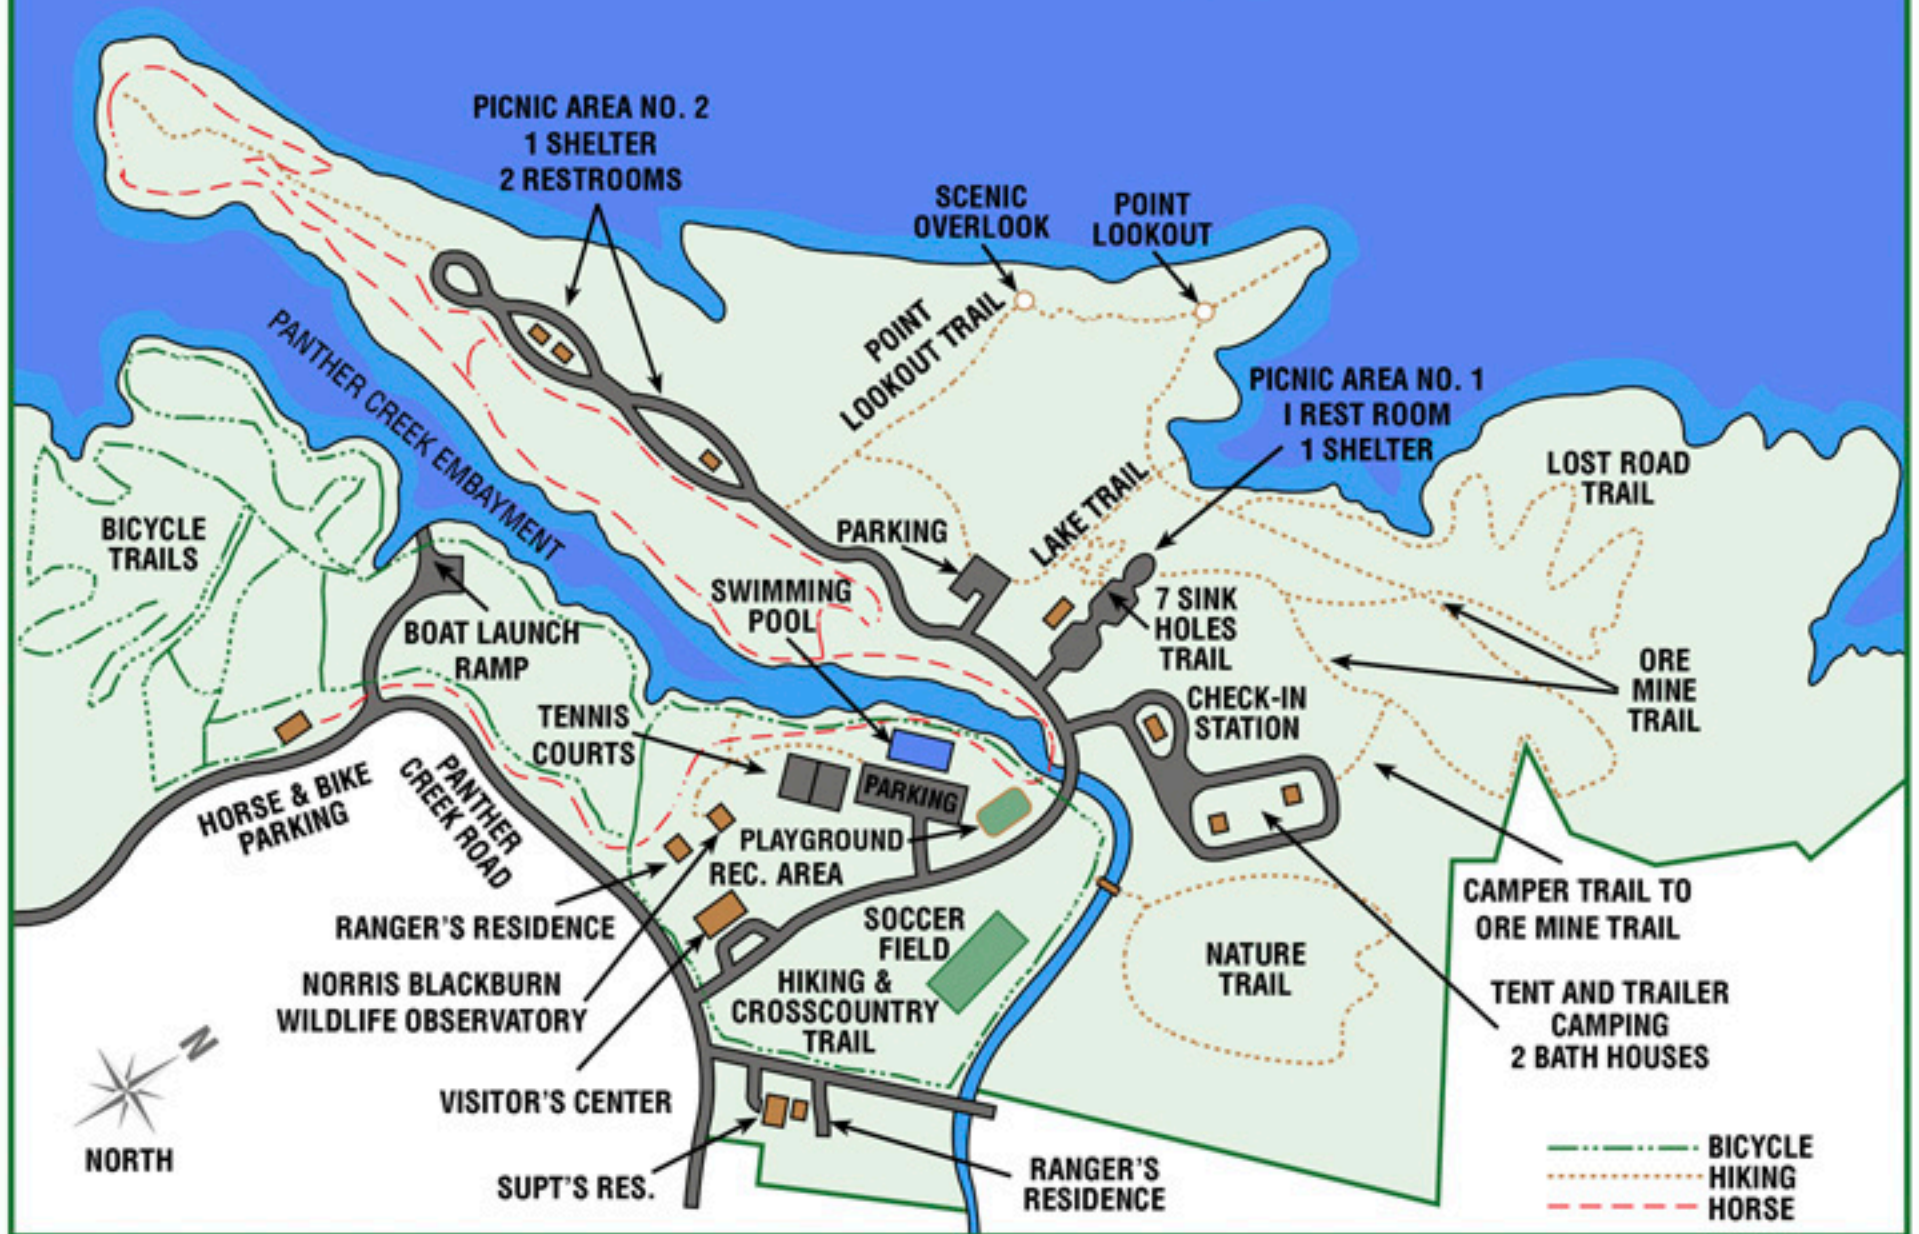 PICNIC AREA NO. 2
1 SHELTER
2 RESTROOMS
SCENIC
OVERLOOK
POINT
LOOKOUT
POINT
LOOKOUT TRAIL
PANTHER CREEK EMBAYMENT
PICNIC AREA NO. 1
I REST ROOM
1 SHELTER
LOST ROAD
TRAIL
BICYCLE
TRAILS
PARKING
LAKE TRAIL
SWIMMING
POOL
7 SINK
HOLES
TRAIL
BOAT LAUNCH
RAMP
ORE
MINE
TRAIL
CHECK-IN
STATION
TENNIS
COURTS
HORSE & BIKE
PARKING
PANTHER
CREEK ROAD
PARKING
PLAYGROUND
REC. AREA
RANGER'S RESIDENCE
SOCCER
FIELD
CAMPER TRAIL TO
ORE MINE TRAIL
NATURE
TRAIL
NORRIS BLACKBURN
WILDLIFE OBSERVATORY
HIKING &
CROSSCOUNTRY
TRAIL
TENT AND TRAILER
CAMPING
2 BATH HOUSES
N
NORTH
VISITOR'S CENTER
SUPT'S RES.
RANGER'S
RESIDENCE
BICYCLE
HIKING
HORSE